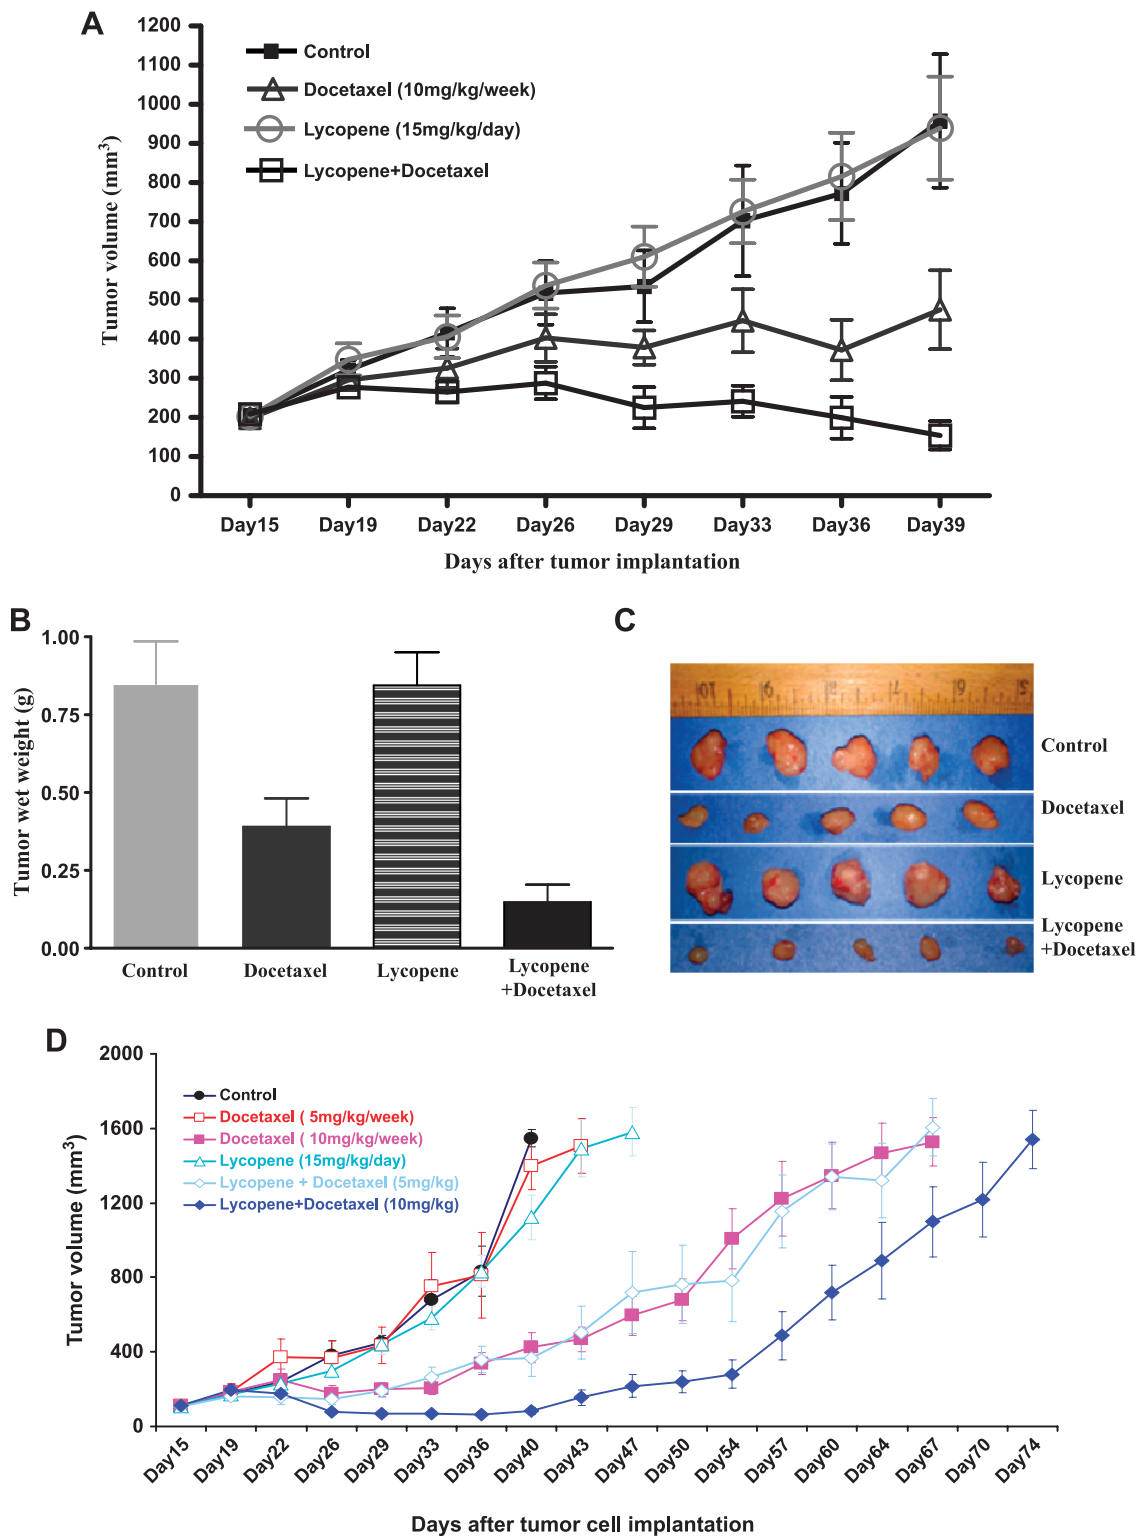 A
1200
1100
1000
900
800
700
600
500
400
300
200
100
0
Tumor volume (mm³)
Control
Docetaxel (10mg/kg/week)
Lycopene (15mg/kg/day)
Lycopene+Docetaxel
Day15 Day19 Day22 Day26 Day29 Day33 Day36 Day39
Days after tumor implantation
B
1.00
0.75
0.50
0.25
0.00
Tumor wet weight (g)
Control Docetaxel Lycopene Lycopene
+Docetaxel
C
10 9 8 7 6 5
Control
Docetaxel
Lycopene
Lycopene
+Docetaxel
D
2000
1600
1200
800
400
0
Tumor volume (mm³)
Control
Docetaxel ( 5mg/kg/week)
Docetaxel ( 10mg/kg/week)
Lycopene (15mg/kg/day)
Lycopene + Docetaxel (5mg/kg)
Lycopene+Docetaxel (10mg/kg)
Day15 Day19 Day22 Day26 Day29 Day33 Day36 Day40 Day43 Day47 Day50 Day54 Day57 Day60 Day64 Day67 Day70 Day74
Days after tumor cell implantation